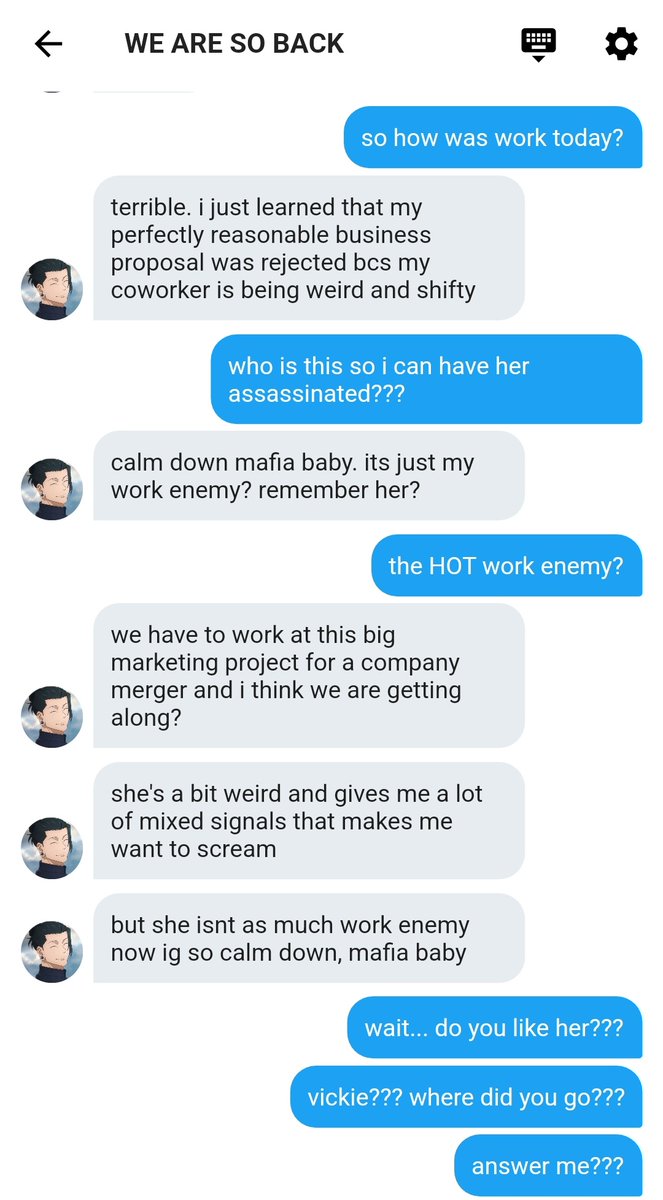 WE ARE SO BACK
so how was work today?
terrible. i just learned that my
perfectly reasonable business
proposal was rejected bcs my
coworker is being weird and shifty
who is this so i can have her
assassinated???
calm down mafia baby. its just my
work enemy? remember her?
the HOT work enemy?
we have to work at this big
marketing project for a company
merger and i think we are getting
along?
she's a bit weird and gives me a lot
of mixed signals that makes me
want to scream
but she isnt as much work enemy
now ig so calm down, mafia baby
wait... do you like her???
vickie??? where did you go???
answer me???